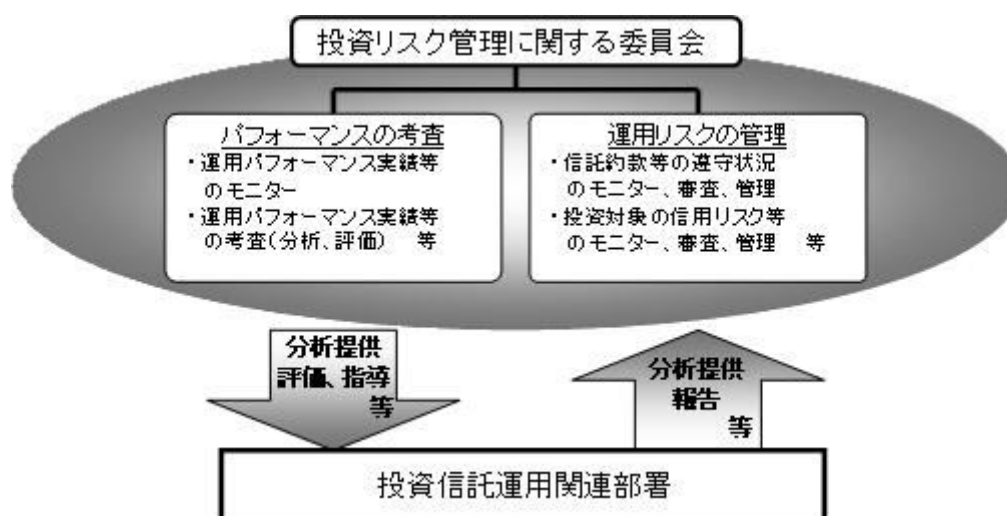 投資リスク管理に関する委員会
パフォーマンスの考査
・運用パフォーマンス実績等
のモニター
・運用パフォーマンス実績等
の考査(分析、評価) 等
運用リスクの管理
・信託約款等の遵守状況
のモニター、審査、管理
・投資対象の信用リスク等
のモニター、審査、管理 等
分析提供
評価、指導
等
分析提供
報告
等
投資信託運用関連部署